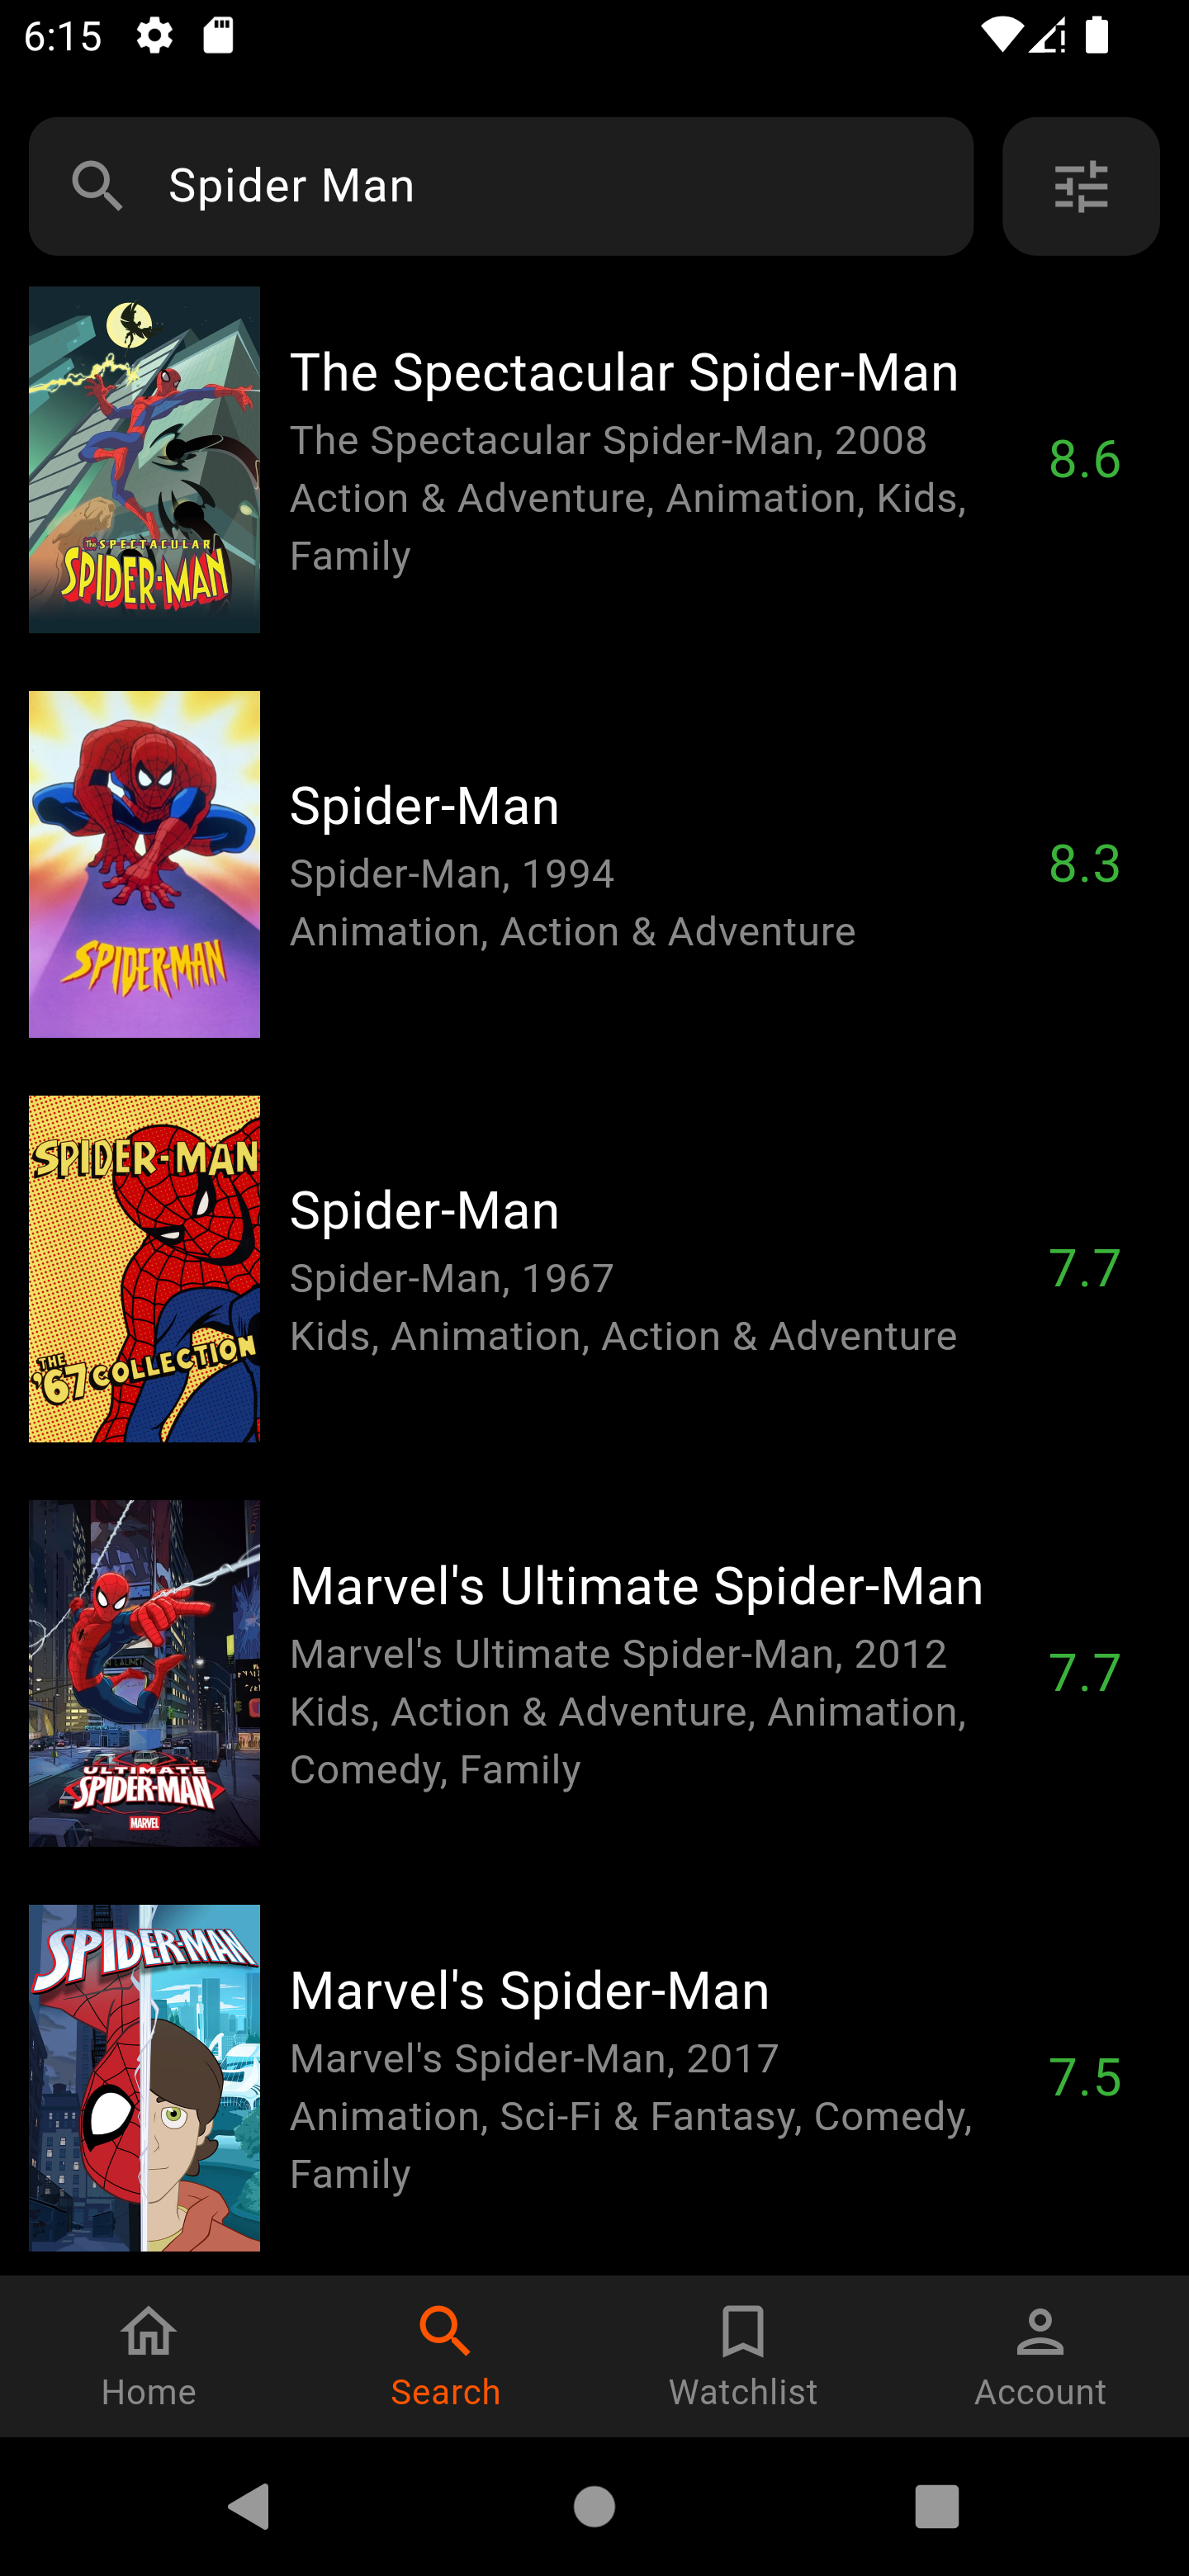 6:15
Spider Man
The Spectacular Spider-Man
The Spectacular Spider-Man, 2008
Action & Adventure, Animation, Kids,
Family
8.6
The SPECTACULAR
SPIDER-MAN
Spider-Man
Spider-Man, 1994
Animation, Action & Adventure
8.3
SPIDER-MAN
SPIDER-MAN
THE
'67 COLLECTION
Spider-Man
Spider-Man, 1967
Kids, Animation, Action & Adventure
7.7
Marvel's Ultimate Spider-Man
Marvel's Ultimate Spider-Man, 2012
Kids, Action & Adventure, Animation,
Comedy, Family
7.7
ULTIMATE
SPIDER-MAN
MARVEL
SPIDER-MAN
Marvel's Spider-Man
Marvel's Spider-Man, 2017
Animation, Sci-Fi & Fantasy, Comedy,
Family
7.5
Home
Search
Watchlist
Account